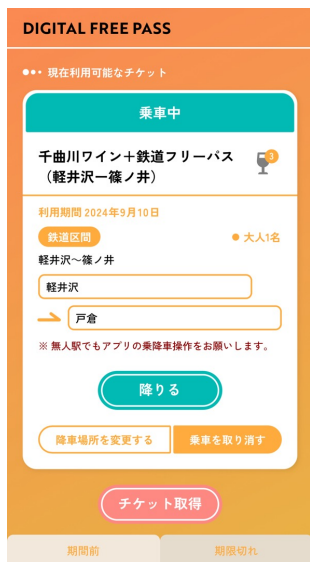 DIGITAL FREE PASS
現在利用可能なチケット
乗車中
千曲川ワイン＋鉄道フリーパス
（軽井沢ー篠ノ井）
3
利用期間 2024年9月10日
鉄道区間
● 大人1名
軽井沢〜篠ノ井
軽井沢
戸倉
※ 無人駅でもアプリの乗降車操作をお願いします。
降りる
降車場所を変更する
乗車を取り消す
チケット取得
期間前
期限切れ